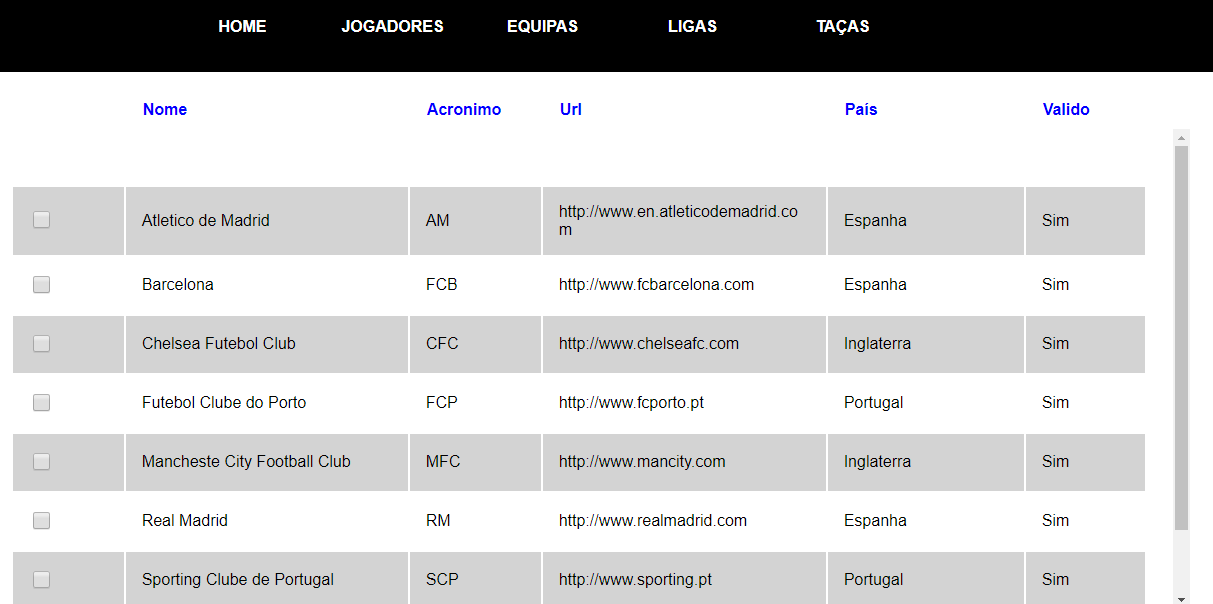 HOME JOGADORES EQUIPAS LIGAS TAÇAS
Nome Acronimo Url País Valido
Atletico de Madrid AM http://www.en.atleticodemadrid.co
m Espanha Sim
Barcelona FCB http://www.fcbarcelona.com Espanha Sim
Chelsea Futebol Club CFC http://www.chelseafc.com Inglaterra Sim
Futebol Clube do Porto FCP http://www.fcporto.pt Portugal Sim
Mancheste City Football Club MFC http://www.mancity.com Inglaterra Sim
Real Madrid RM http://www.realmadrid.com Espanha Sim
Sporting Clube de Portugal SCP http://www.sporting.pt Portugal Sim